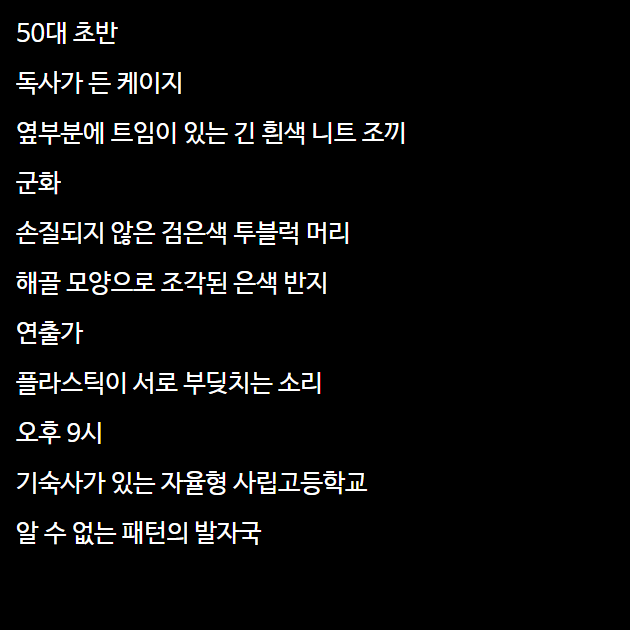 50대 초반
독사가 든 케이지
옆부분에 트임이 있는 긴 흰색 니트 조끼
군화
손질되지 않은 검은색 투블럭 머리
해골 모양으로 조각된 은색 반지
연출가
플라스틱이 서로 부딪치는 소리
오후 9시
기숙사가 있는 자율형 사립고등학교
알 수 없는 패턴의 발자국